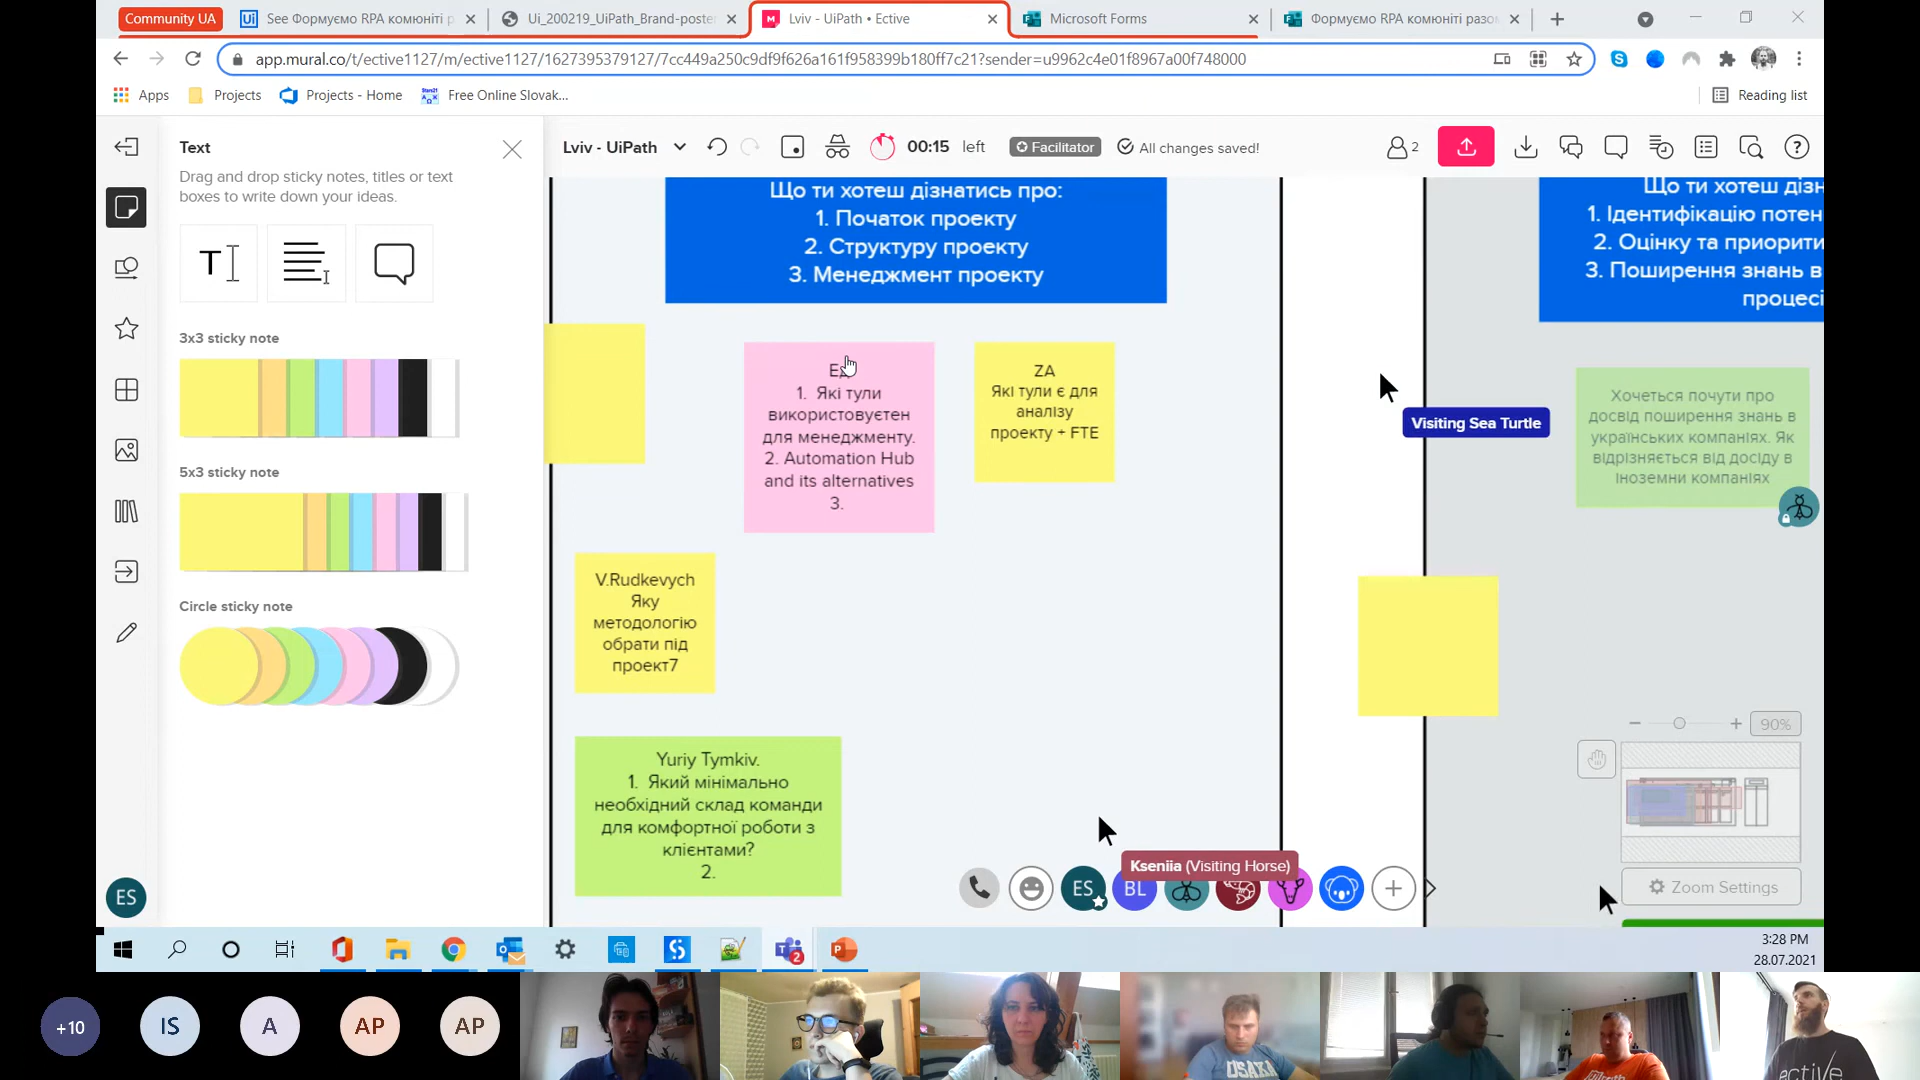 Community UA
See Формуємо RPA комюніті р
Ui_200219_UiPath_Brand-poster
Lviv - UiPath • Ective
Microsoft Forms
Формуємо RPA комюніті разо
app.mural.co/t/ective1127/m/ective1127/1627395379127/7cc449a250c9df9f626a161f958399b180ff7c21?sender=u9962c4e01f8967a00f748000
Apps
Projects
Projects - Home
Free Online Slovak...
Reading list
Text
Drag and drop sticky notes, titles or text
boxes to write down your ideas.
3x3 sticky note
5x3 sticky note
Circle sticky note
Lviv - UiPath
00:15 left
Facilitator
All changes saved!
2
Що ти хотеш дізнатись про:
1. Початок проекту
2. Структуру проекту
3. Менеджмент проекту
1. Які тули
використовуєтен
для менеджменту.
2. Automation Hub
and its alternatives
3.
ZA
Які тули є для
аналізу
проекту + FTE
V.Rudkevych
Яку
методологію
обрати під
проект7
Yuriy Tymkiv.
1. Який мінімально
необхідний склад команди
для комфортної роботи з
клієнтами?
2.
Visiting Sea Turtle
Що ти хотеш дізн
1. Ідентифікацію потен
2. Оцінку та приорити
3. Поширення знань в
процесі
Хочеться почути про
досвід поширення знань в
українських компаніях. Як
відрізняється від досіду в
іноземни компаніях
90%
Zoom Settings
Kseniia (Visiting Horse)
ES
BL
ES
2
3:28 PM
28.07.2021
+10
IS
A
AP
AP
OSAKA